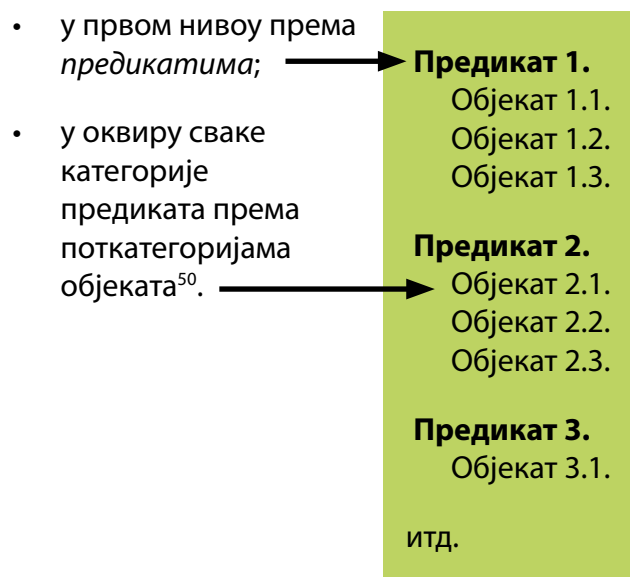 • у првом нивоу према
предикатима;
• у оквиру сваке
категорије
предиката према
поткатегоријама
објеката⁵⁰.
Предикат 1.
Објекат 1.1.
Објекат 1.2.
Објекат 1.3.
Предикат 2.
Објекат 2.1.
Објекат 2.2.
Објекат 2.3.
Предикат 3.
Објекат 3.1.
итд.